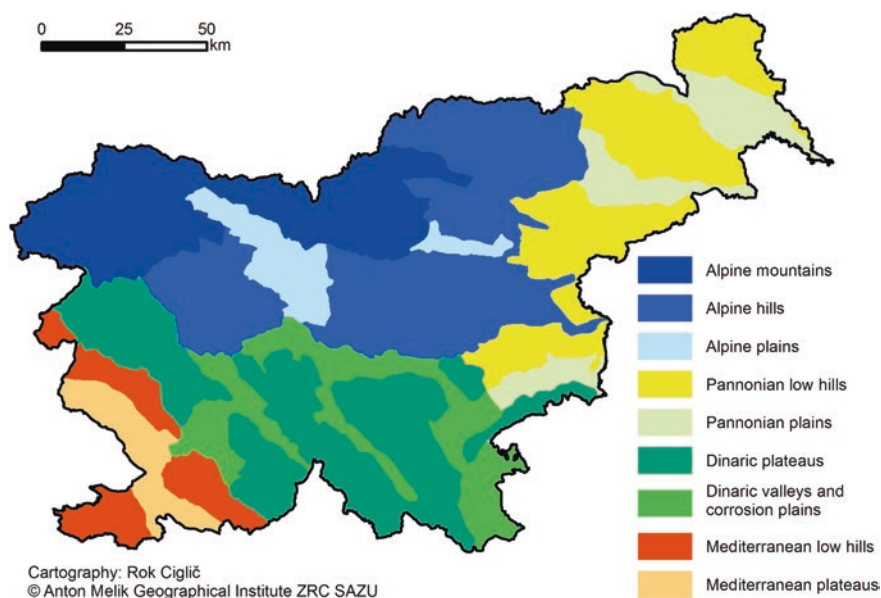 0 25 50
km
Alpine mountains
Alpine hills
Alpine plains
Pannonian low hills
Pannonian plains
Dinaric plateaus
Dinaric valleys and
corrosion plains
Mediterranean low hills
Mediterranean plateaus
Cartography: Rok Ciglič
© Anton Melik Geographical Institute ZRC SAZU